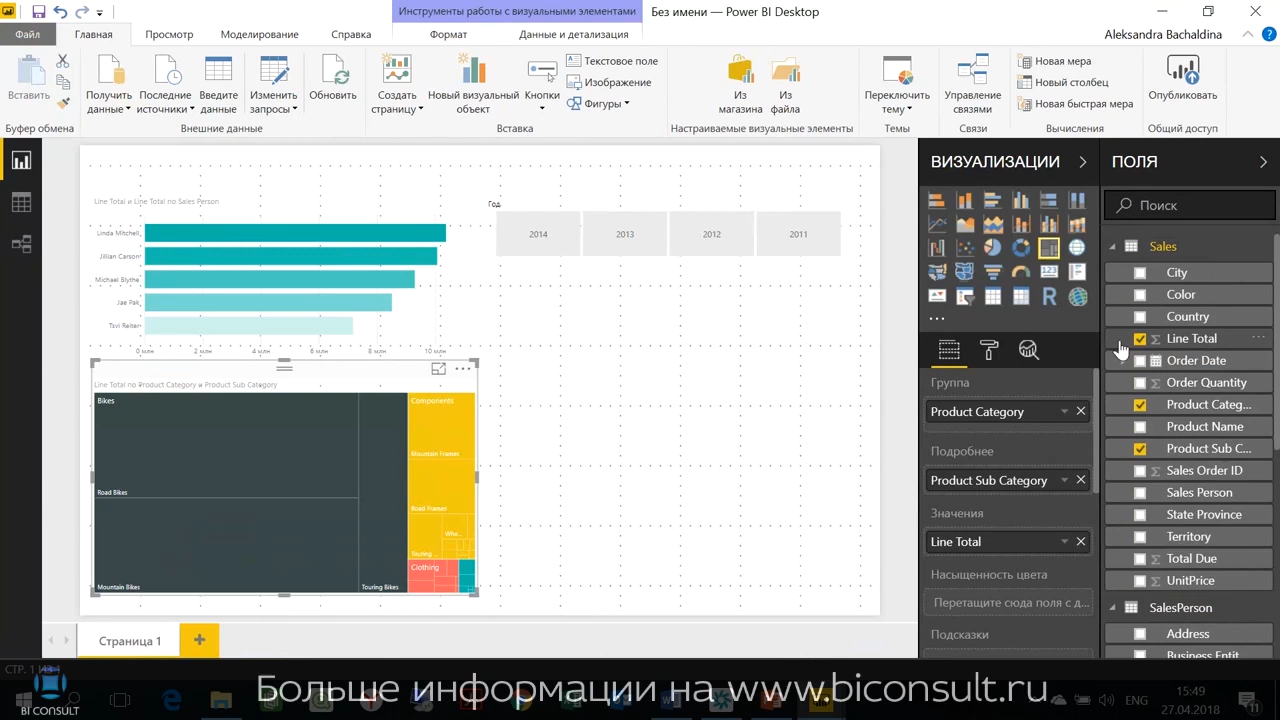 Инструменты работы с визуальными элементами
Без имени — Power BI Desktop
Файл
Главная
Просмотр
Моделирование
Справка
Формат
Данные и детализация
Aleksandra Bachaldina
Вставить
Буфер обмена
Получить данные
Последние источники
Введите данные
Изменить запросы
Внешние данные
Обновить
Создать страницу
Новый визуальный объект
Кнопки
Текстовое поле
Изображение
Фигуры
Вставка
Из магазина
Из файла
Настраиваемые визуальные элементы
Переключить тему
Темы
Управление связями
Связи
Новая мера
Новый столбец
Новая быстрая мера
Вычисления
Опубликовать
Общий доступ
Line Total и Line Total по Sales Person
Linda Mitchell
Jillian Carson
Michael Blythe
Jae Pak
Tsvi Reiter
0 млн
2 млн
4 млн
6 млн
8 млн
10 млн
Год
2014
2013
2012
2011
Line Total по Product Category и Product Sub Category
Bikes
Road Bikes
Mountain Bikes
Touring Bikes
Components
Mountain Frames
Road Frames
Whe...
Touring ...
Clothing
ВИЗУАЛИЗАЦИИ
R
Группа
Product Category
Подробнее
Product Sub Category
Значения
Line Total
Насыщенность цвета
Перетащите сюда поля с д...
Подсказки
ПОЛЯ
Поиск
Sales
City
Color
Country
Line Total
Order Date
Order Quantity
Product Categ...
Product Name
Product Sub C...
Sales Order ID
Sales Person
State Province
Territory
Total Due
UnitPrice
SalesPerson
Address
Business Entit...
Страница 1
СТР. 1 ИЗ 1
BI CONSULT
Больше информации на www.biconsult.ru
ENG
15:49
27.04.2018